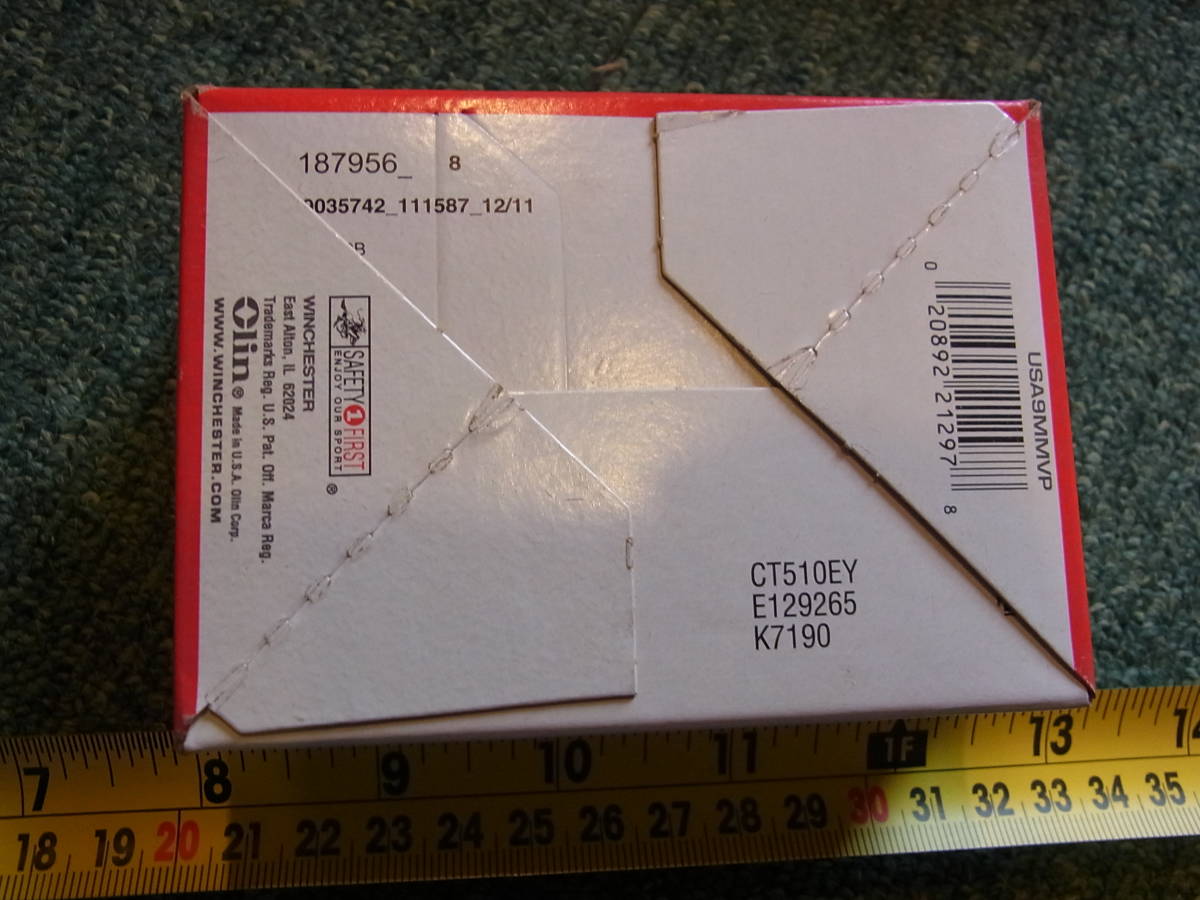 187956_ 8
0035742_111587_12/11
B
SAFETY 1 FIRST
ENJOY OUR SPORT
®
WINCHESTER
East Alton, IL 62024
Trademarks Reg. U.S. Pat. Off. Marca Reg.
Olin® Made in U.S.A. Olin Corp.
WWW.WINCHESTER.COM
USA9MMVP
0 20892 21297 8
CT510EY
E129265
K7190
7 8 9 10 11 1F 13 14
18 19 20 21 22 23 24 25 26 27 28 29 30 31 32 33 34 35